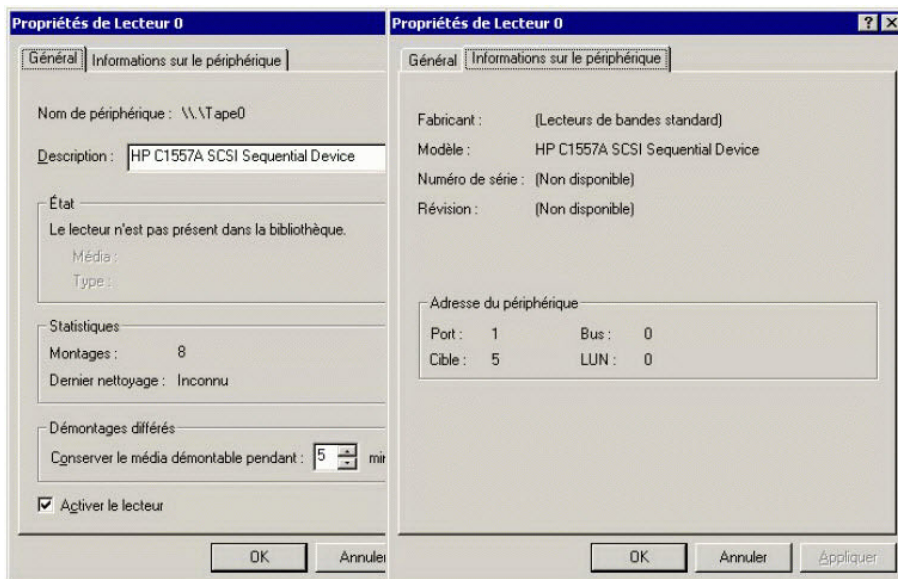 Propriétés de Lecteur 0
Général
Informations sur le périphérique
Nom de périphérique : \\.\Tape0
Description : HP C1557A SCSI Sequential Device
État
Le lecteur n'est pas présent dans la bibliothèque.
Média :
Type :
Statistiques
Montages : 8
Dernier nettoyage : Inconnu
Démontages différés
Conserver le média démontable pendant : 5 mir
Activer le lecteur
OK
Annuler
Propriétés de Lecteur 0
Général
Informations sur le périphérique
Fabricant : (Lecteurs de bandes standard)
Modèle : HP C1557A SCSI Sequential Device
Numéro de série : (Non disponible)
Révision : (Non disponible)
Adresse du périphérique
Port : 1 Bus : 0
Cible : 5 LUN : 0
OK
Annuler
Appliquer